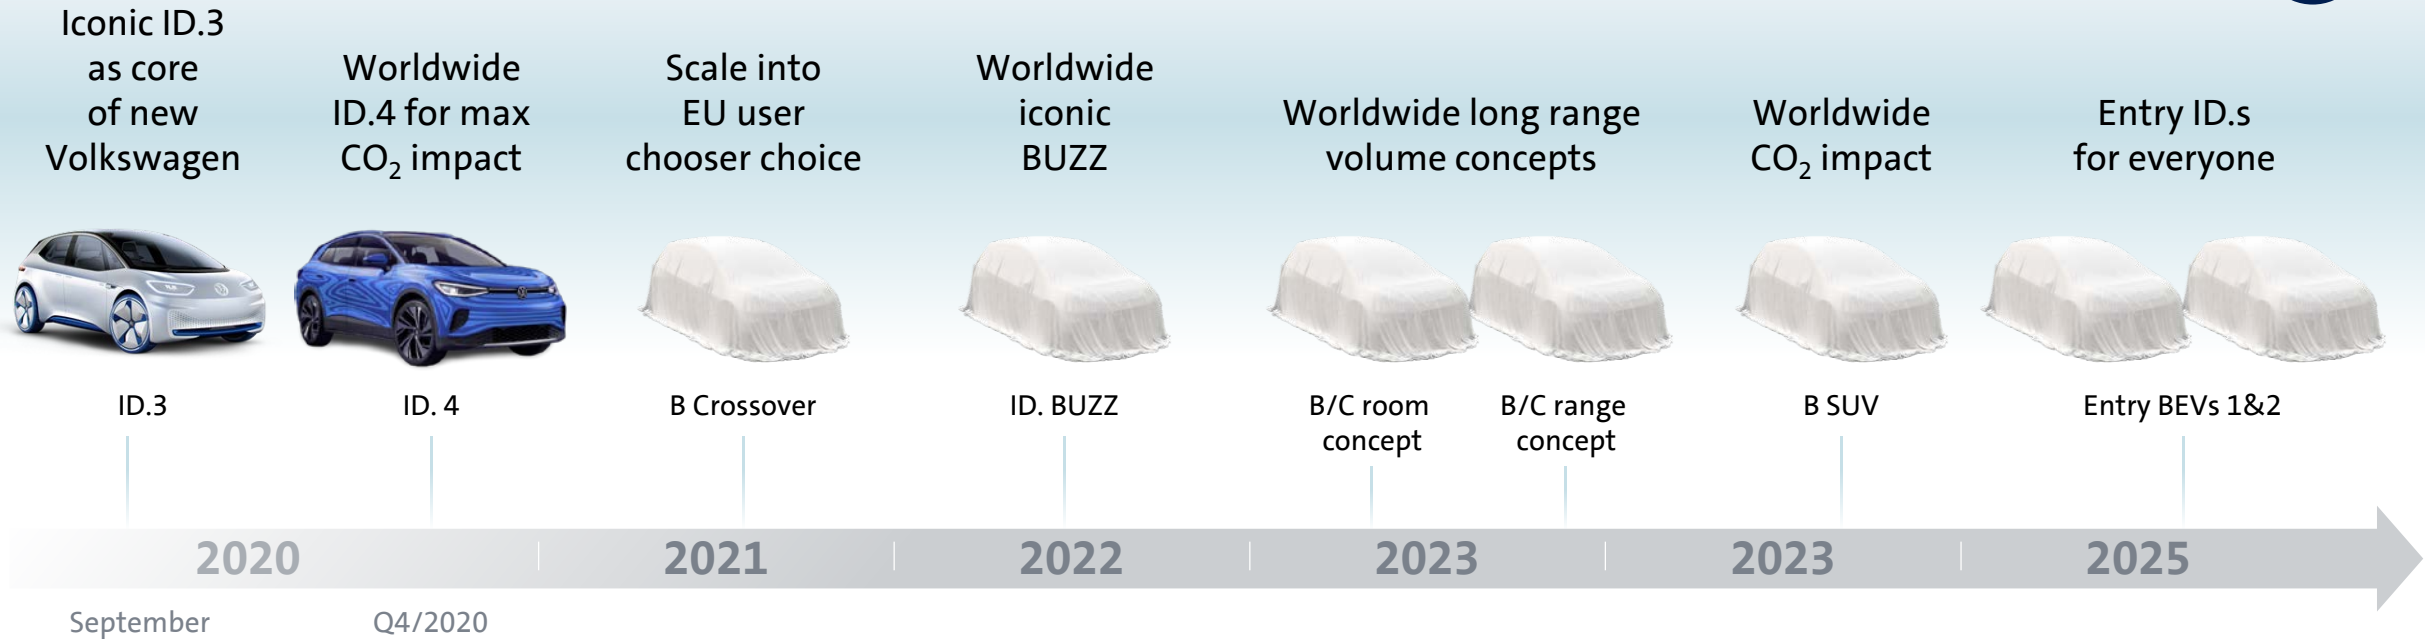 Iconic ID.3
as core
of new
Volkswagen
Worldwide
ID.4 for max
CO₂ impact
Scale into
EU user
chooser choice
Worldwide
iconic
BUZZ
Worldwide long range
volume concepts
Worldwide
CO₂ impact
Entry ID.s
for everyone
ID.3
ID. 4
B Crossover
ID. BUZZ
B/C room
concept
B/C range
concept
B SUV
Entry BEVs 1&2
2020
2021
2022
2023
2023
2025
September
Q4/2020